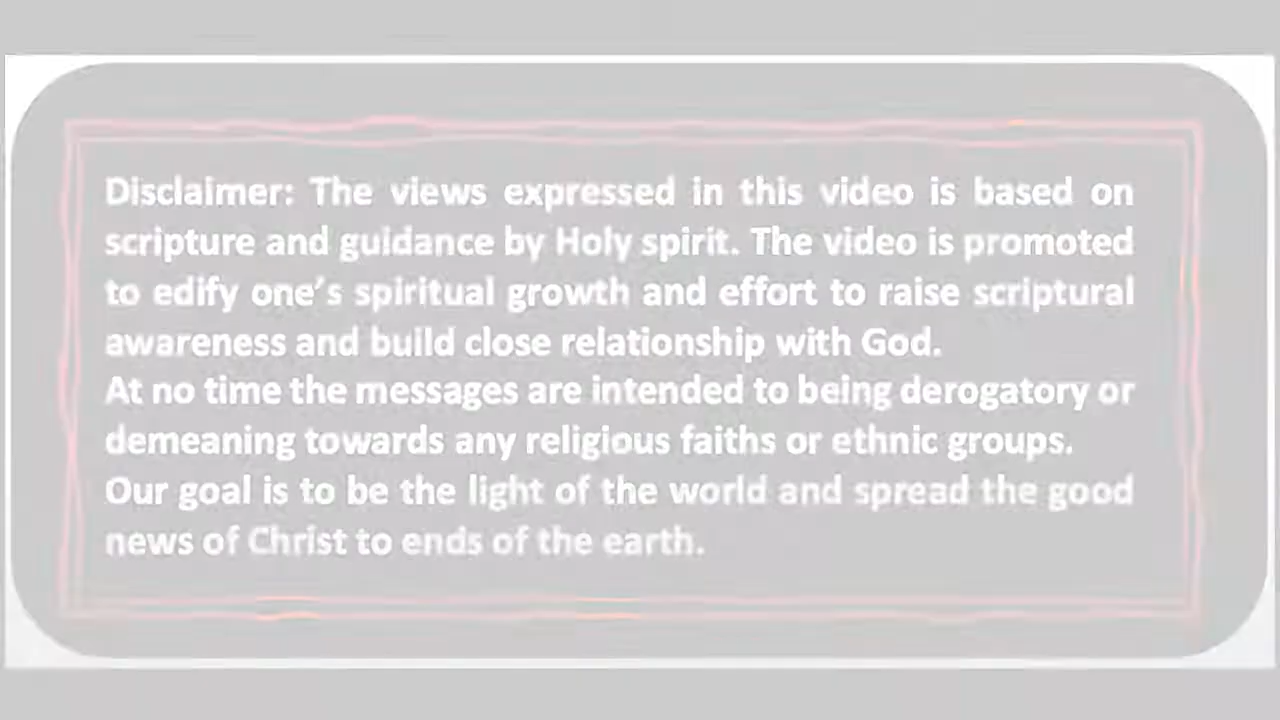 Disclaimer: The views expressed in this video is based on
scripture and guidance by Holy spirit. The video is promoted
to edify one’s spiritual growth and effort to raise scriptural
awareness and build close relationship with God.
At no time the messages are intended to being derogatory or
demeaning towards any religious faiths or ethnic groups.
Our goal is to be the light of the world and spread the good
news of Christ to ends of the earth.